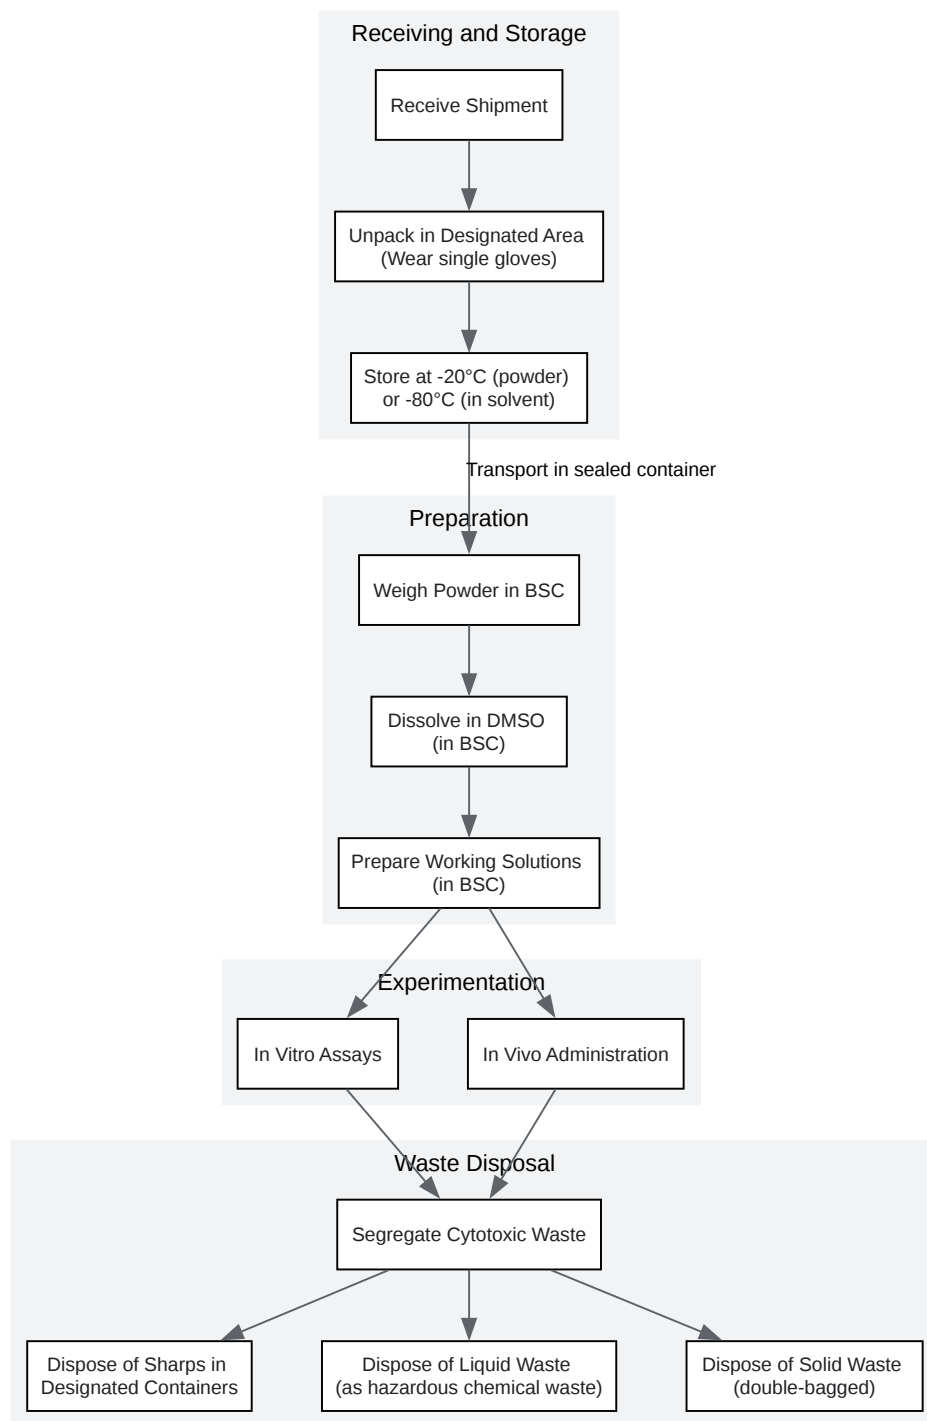 Receiving and Storage
Receive Shipment
Unpack in Designated Area
(Wear single gloves)
Store at -20°C (powder)
or -80°C (in solvent)
Transport in sealed container
Preparation
Weigh Powder in BSC
Dissolve in DMSO
(in BSC)
Prepare Working Solutions
(in BSC)
Experimentation
In Vitro Assays
In Vivo Administration
Waste Disposal
Segregate Cytotoxic Waste
Dispose of Sharps in
Designated Containers
Dispose of Liquid Waste
(as hazardous chemical waste)
Dispose of Solid Waste
(double-bagged)